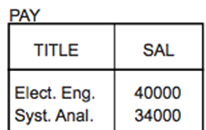 PAY
TITLE SAL
Elect. Eng. 40000
Syst. Anal. 34000